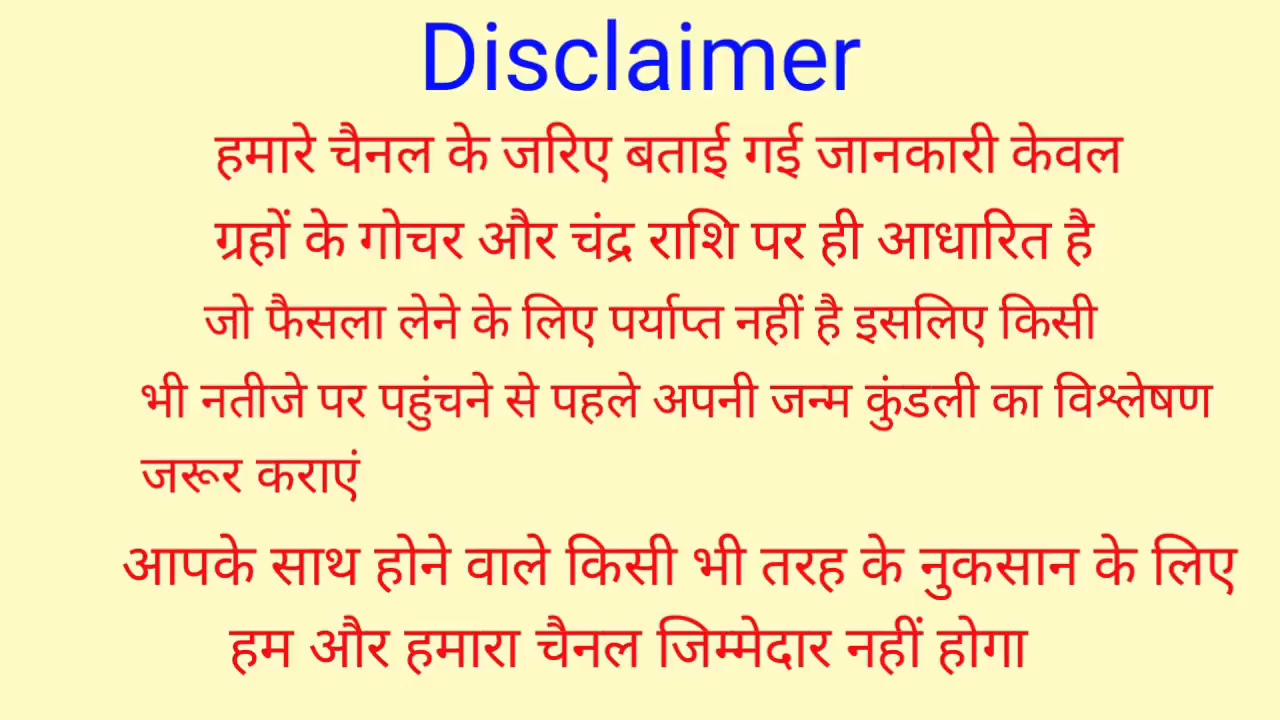 Disclaimer
हमारे चैनल के जरिए बताई गई जानकारी केवल
ग्रहों के गोचर और चंद्र राशि पर ही आधारित है
जो फैसला लेने के लिए पर्याप्त नहीं है इसलिए किसी
भी नतीजे पर पहुंचने से पहले अपनी जन्म कुंडली का विश्लेषण
जरूर कराएं
आपके साथ होने वाले किसी भी तरह के नुकसान के लिए
हम और हमारा चैनल जिम्मेदार नहीं होगा